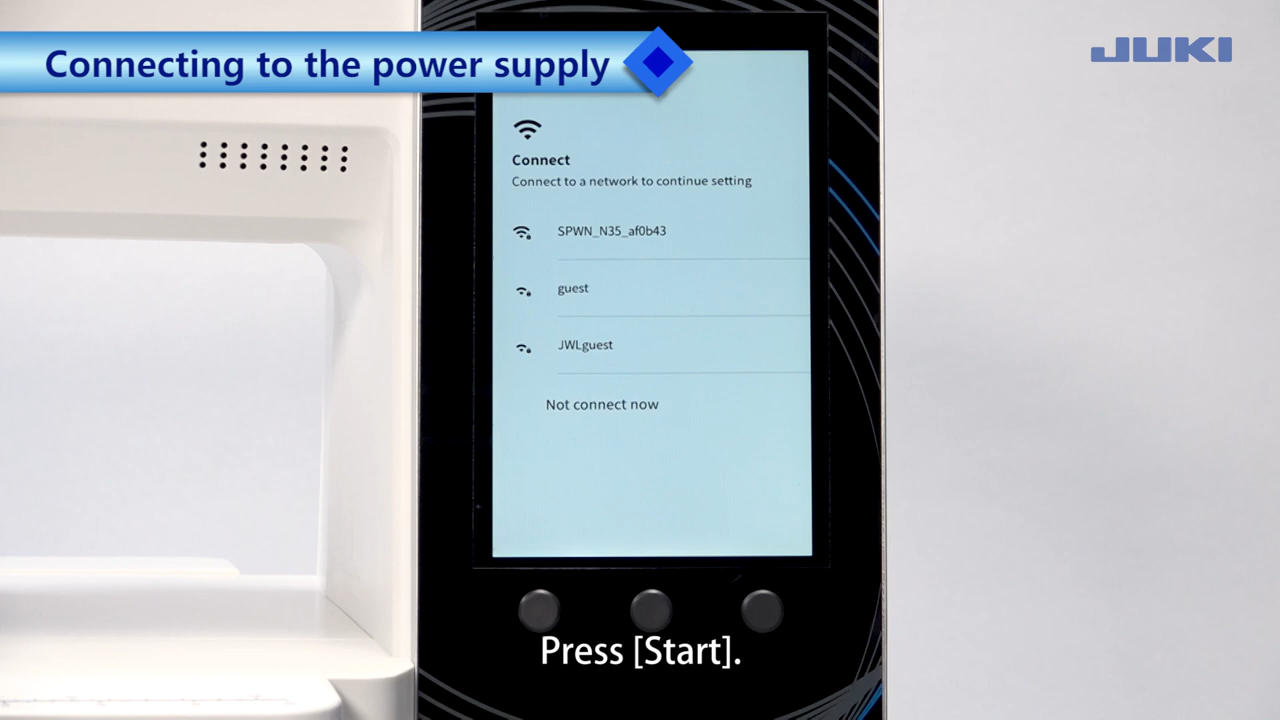 Connecting to the power supply
JUKI
Connect
Connect to a network to continue setting
SPWN_N35_af0b43
guest
JWLguest
Not connect now
Press [Start].